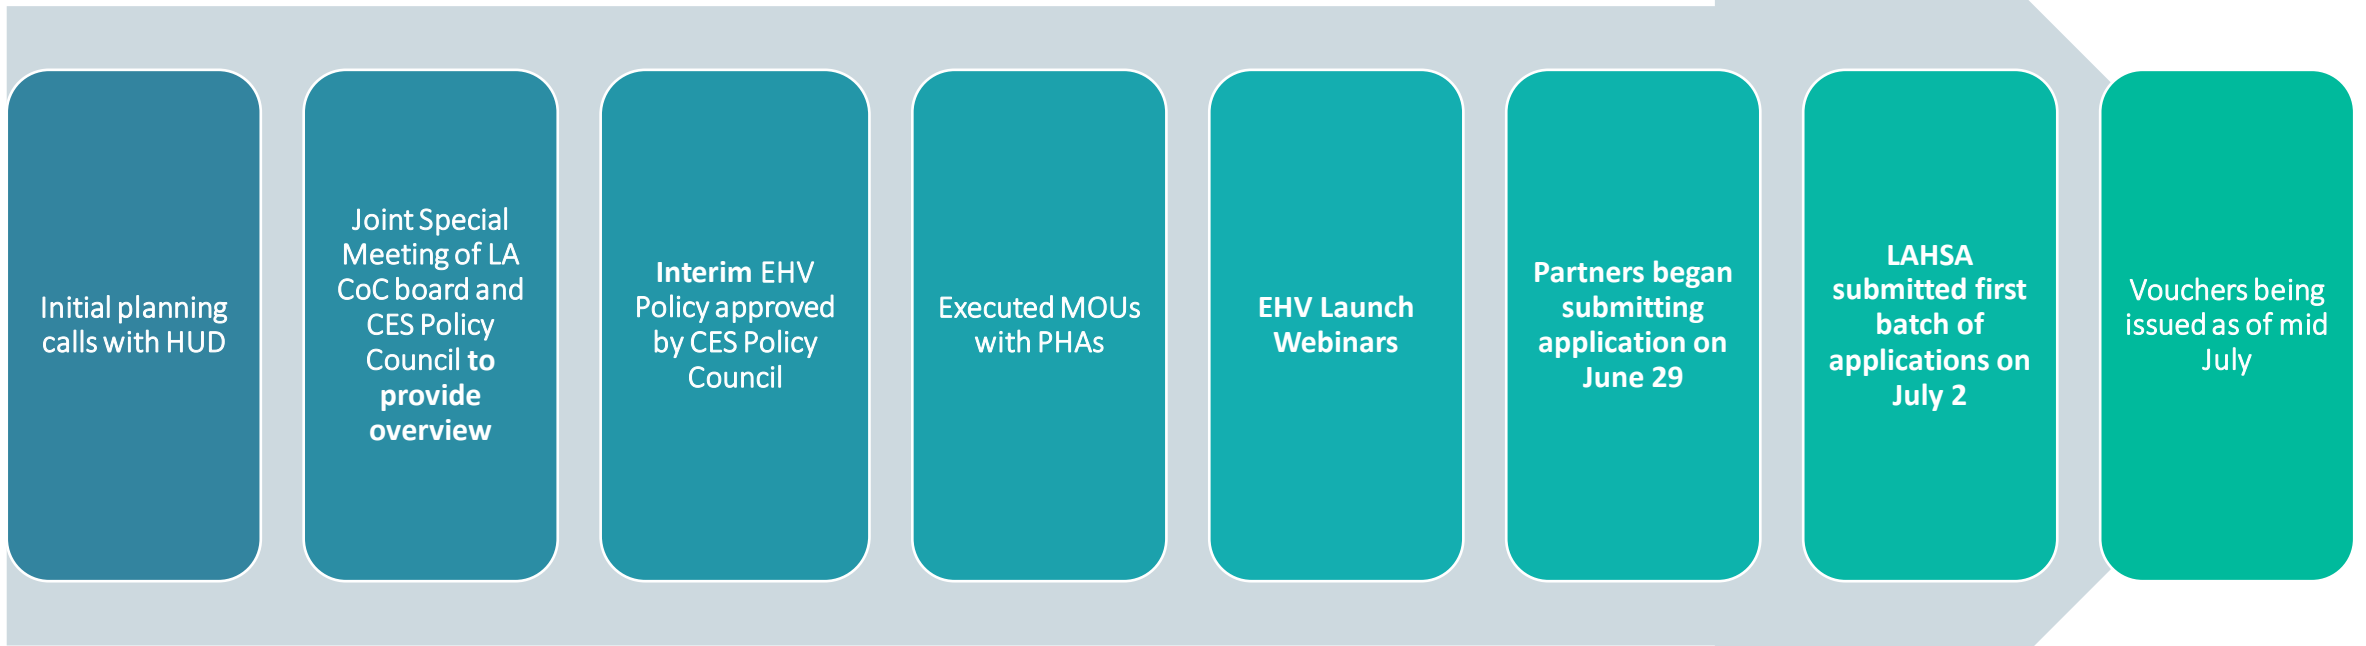 Initial planning
calls with HUD
Joint Special
Meeting of LA
CoC board and
CES Policy
Council to
provide
overview
Interim EHV
Policy approved
by CES Policy
Council
Executed MOUs
with PHAs
EHV Launch
Webinars
Partners began
submitting
application on
June 29
LAHSA
submitted first
batch of
applications on
July 2
Vouchers being
issued as of mid
July